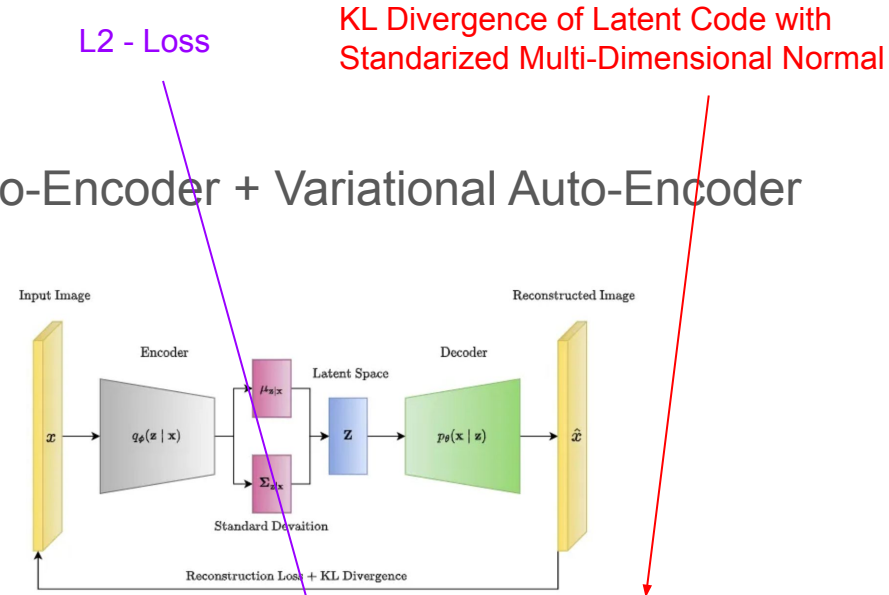 L2 - Loss
KL Divergence of Latent Code with
Standarized Multi-Dimensional Normal
o-Encoder + Variational Auto-Encoder
Input Image
Reconstructed Image
Encoder
Decoder
Latent Space
μz|x
x
qϕ(z | x)
z
pθ(x | z)
x̂
Σz|x
Standard Devaition
Reconstruction Loss + KL Divergence